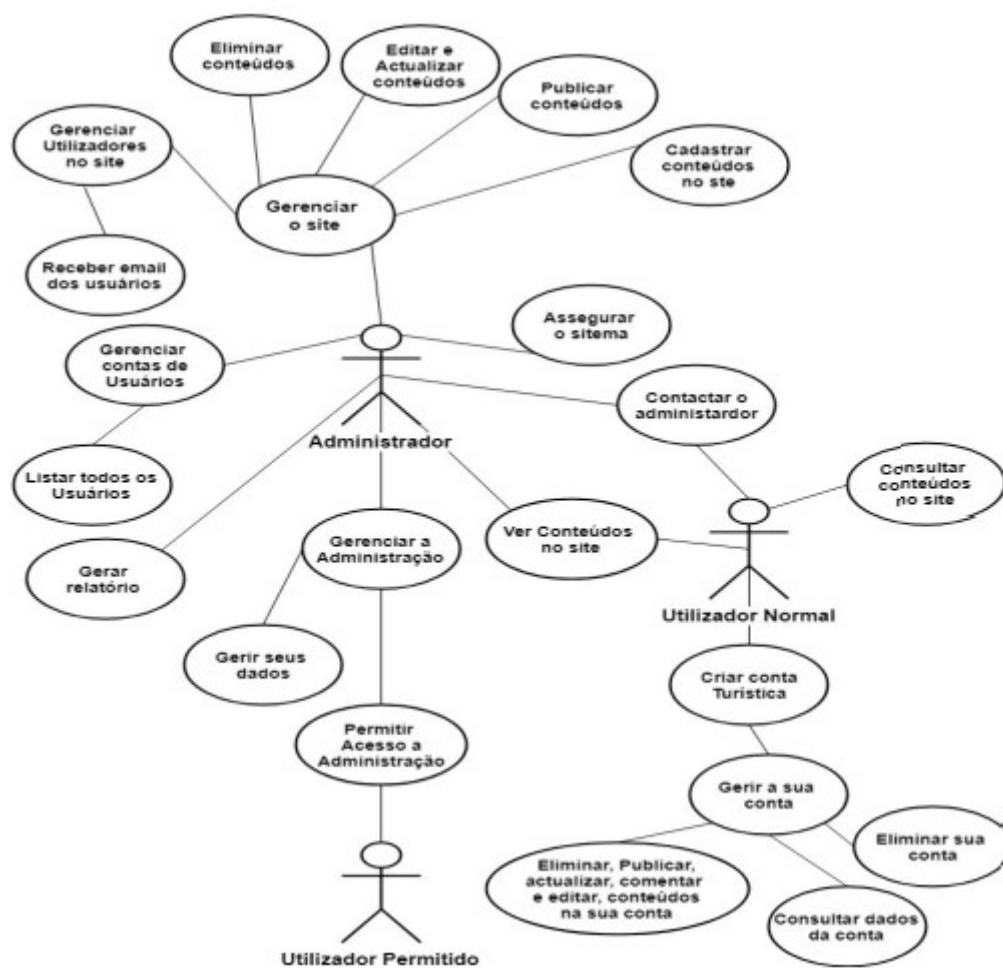 Eliminar
conteúdos
Editar e
Actualizar
conteúdos
Publicar
conteúdos
Gerenciar
Utilizadores
no site
Cadastrar
conteúdos
no ste
Gerenciar
o site
Receber email
dos usuários
Assegurar
o sitema
Gerenciar
contas de
Usuários
Contactar o
administardor
Administrador
Listar todos os
Usuários
Consultar
conteúdos
no site
Gerenciar a
Administração
Ver Conteúdos
no site
Gerar
relatório
Utilizador Normal
Gerir seus
dados
Criar conta
Turística
Permitir
Acesso a
Administração
Gerir a sua
conta
Eliminar sua
conta
Eliminar, Publicar,
actualizar, comentar
e editar, conteúdos
na sua conta
Consultar dados
da conta
Utilizador Permitido